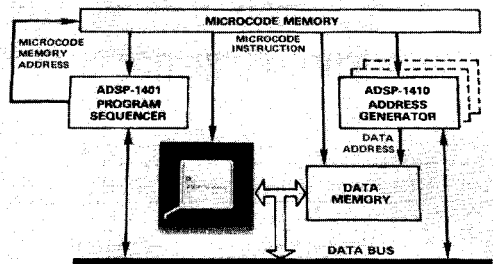 MICROCODE MEMORY
MICROCODE
MEMORY
ADDRESS
MICROCODE
INSTRUCTION
ADSP-1401
PROGRAM
SEQUENCER
ADSP-1410
ADDRESS
GENERATOR
DATA
ADDRESS
DATA
MEMORY
DATA BUS